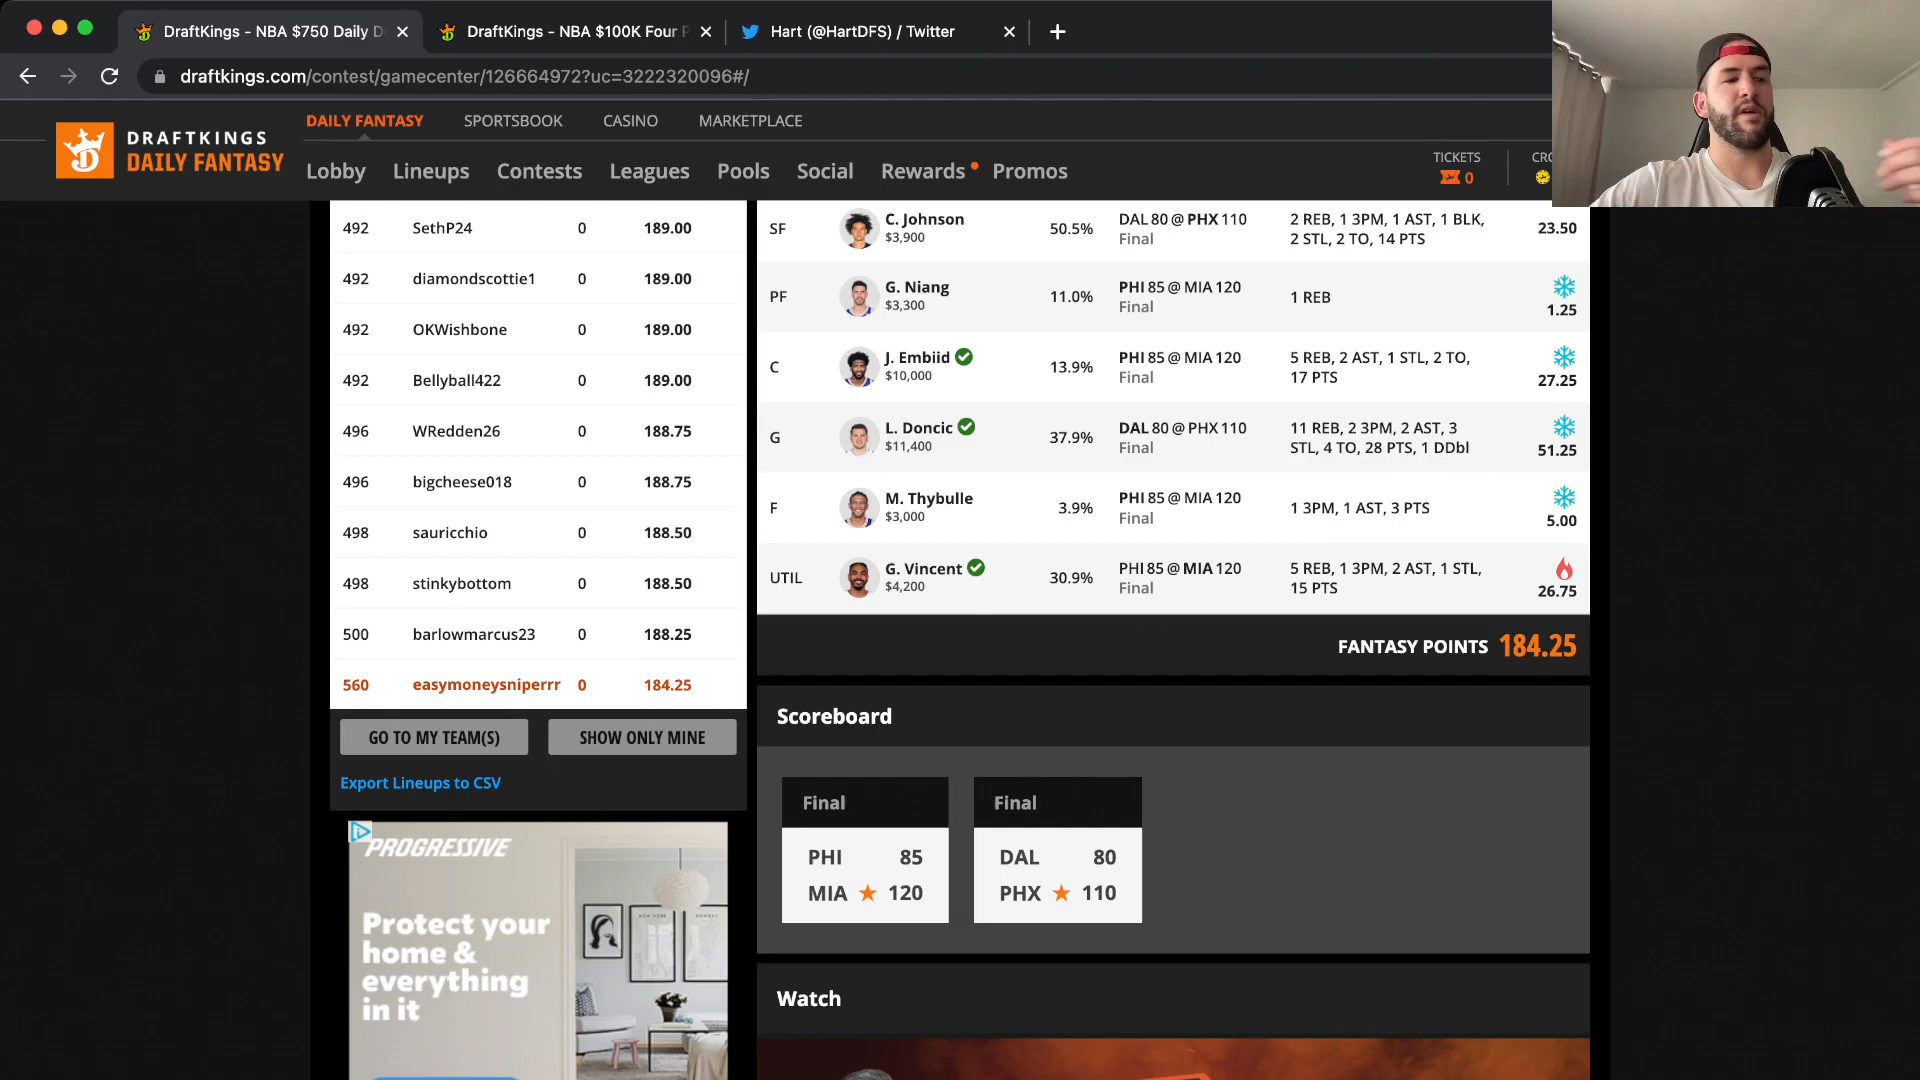 DraftKings - NBA $750 Daily D
DraftKings - NBA $100K Four P
Hart (@HartDFS) / Twitter
draftkings.com/contest/gamecenter/126664972?uc=3222320096#/
DRAFTKINGS
DAILY FANTASY
DAILY FANTASY SPORTSBOOK CASINO MARKETPLACE
Lobby Lineups Contests Leagues Pools Social Rewards Promos
TICKETS
0
CRO
492 SethP24 0 189.00
492 diamondscottie1 0 189.00
492 OKWishbone 0 189.00
492 Bellyball422 0 189.00
496 WRedden26 0 188.75
496 bigcheese018 0 188.75
498 sauricchio 0 188.50
498 stinkybottom 0 188.50
500 barlowmarcus23 0 188.25
560 easymoneysniperrr 0 184.25
GO TO MY TEAM(S)
SHOW ONLY MINE
Export Lineups to CSV
PROGRESSIVE
Protect your
home &
everything
in it
SF C. Johnson 50.5% DAL 80 @ PHX 110 2 REB, 1 3PM, 1 AST, 1 BLK, 23.50
$3,900 Final 2 STL, 2 TO, 14 PTS
PF G. Niang 11.0% PHI 85 @ MIA 120 1 REB
$3,300 Final 1.25
C J. Embiid 13.9% PHI 85 @ MIA 120 5 REB, 2 AST, 1 STL, 2 TO,
$10,000 Final 17 PTS 27.25
G L. Doncic 37.9% DAL 80 @ PHX 110 11 REB, 2 3PM, 2 AST, 3
$11,400 Final STL, 4 TO, 28 PTS, 1 DDbl 51.25
F M. Thybulle 3.9% PHI 85 @ MIA 120 1 3PM, 1 AST, 3 PTS
$3,000 Final 5.00
UTIL G. Vincent 30.9% PHI 85 @ MIA 120 5 REB, 1 3PM, 2 AST, 1 STL,
$4,200 Final 15 PTS 26.75
FANTASY POINTS 184.25
Scoreboard
Final
PHI 85
MIA 120
Final
DAL 80
PHX 110
Watch